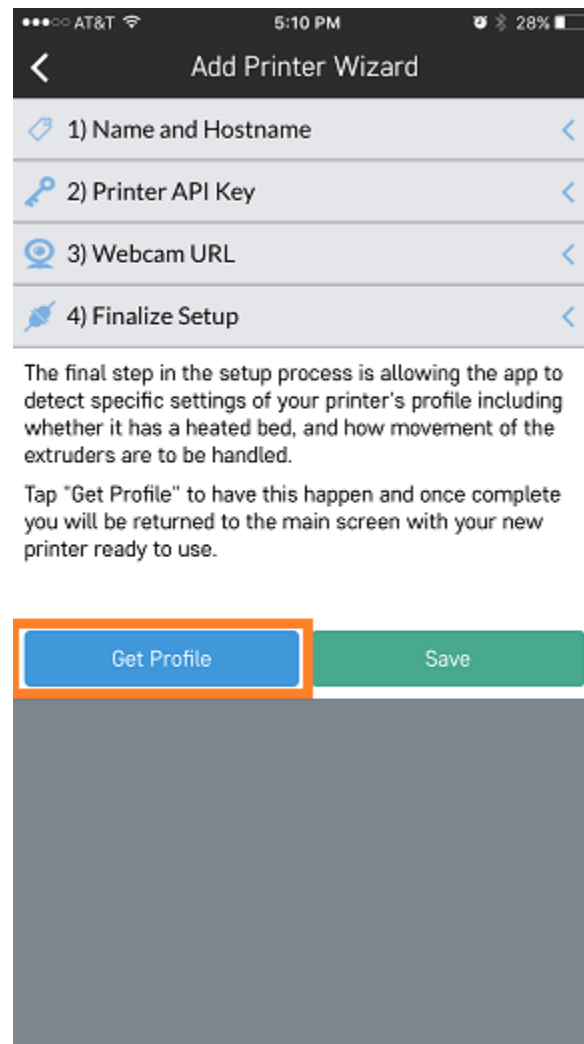 AT&T 5:10 PM 28%
Add Printer Wizard
1) Name and Hostname
2) Printer API Key
3) Webcam URL
4) Finalize Setup
The final step in the setup process is allowing the app to
detect specific settings of your printer's profile including
whether it has a heated bed, and how movement of the
extruders are to be handled.
Tap "Get Profile" to have this happen and once complete
you will be returned to the main screen with your new
printer ready to use.
Get Profile Save